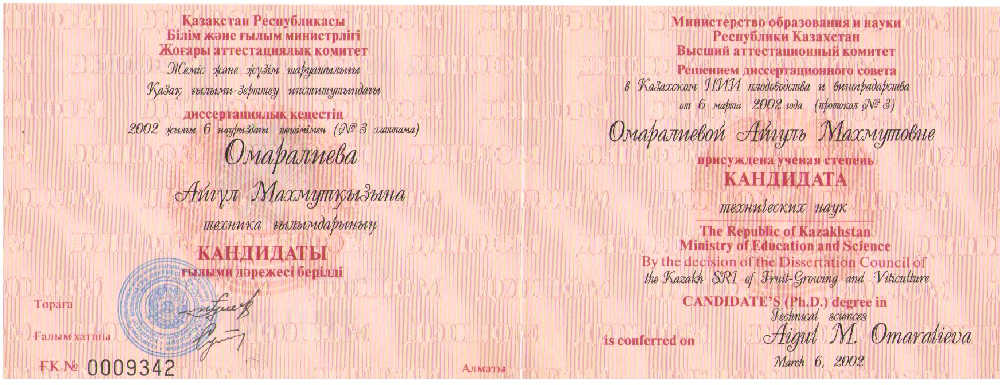 Қазақстан Республикасы
Білім және ғылым министрлігі
Жоғары аттестациялық комитет
Жеміс және жүзім шаруашылығы
Қазақ ғылыми-зерттеу институтындағы
диссертациялық кеңестің
2002 жылғы 6 наурыздағы шешімімен (№ 3 хаттама)
Омаралиева
Айгүл Махмутқызына
техника ғылымдарының
КАНДИДАТЫ
ғылыми дәрежесі берілді
Төраға
Ғалым хатшы
ҒК № 0009342
Алматы
Министерство образования и науки
Республики Казахстан
Высший аттестационный комитет
Решением диссертационного совета
в Казахском НИИ плодоводства и виноградарства
от 6 марта 2002 года (протокол № 3)
Омаралиевой Айгуль Махмутовне
присуждена ученая степень
КАНДИДАТА
технических наук
The Republic of Kazakhstan
Ministry of Education and Science
By the decision of the Dissertation Council of
the Kazakh SRI of Fruit-Growing and Viticulture
CANDIDATE'S (Ph.D.) degree in
Technical sciences
is conferred on Aigul M. Omaralieva
March 6, 2002